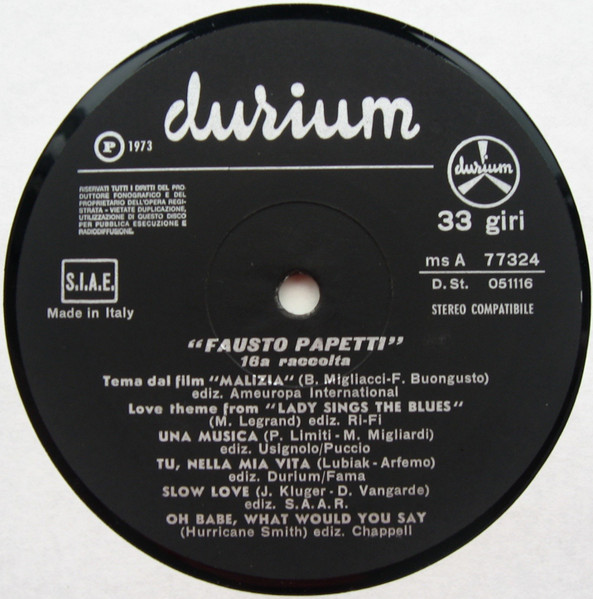 durium
P 1973
durium
33 giri
RISERVATI TUTTI I DIRITTI DEL PRO-
DUTTORE FONOGRAFICO E DEL
PROPRIETARIO DELL'OPERA REGI-
STRATA - VIETATE DUPLICAZIONE,
UTILIZZAZIONE DI QUESTO DISCO
PER PUBBLICA ESECUZIONE E
RADIODIFFUSIONE.
ms A 77324
D. St. 051116
STEREO COMPATIBILE
S.I.A.E.
Made in Italy
"FAUSTO PAPETTI"
16a raccolta
Tema dal film "MALIZIA" (B. Migliacci-F. Buongusto)
ediz. Ameuropa International
Love theme from "LADY SINGS THE BLUES"
(M. Legrand) ediz. Ri-Fi
UNA MUSICA (P. Limiti - M. Migliardi)
ediz. Usignolo/Puccio
TU, NELLA MIA VITA (Lubiak - Arfemo)
ediz. Durium/Fama
SLOW LOVE (J. Kluger - D. Vangarde)
ediz. S.A.A.R.
OH BABE, WHAT WOULD YOU SAY
(Hurricane Smith) ediz. Chappell